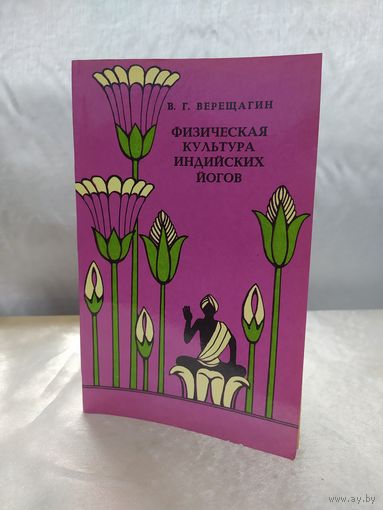 В. Г. ВЕРЕЩАГИН
ФИЗИЧЕСКАЯ
КУЛЬТУРА
ИНДИЙСКИХ
ЙОГОВ
www.ay.by